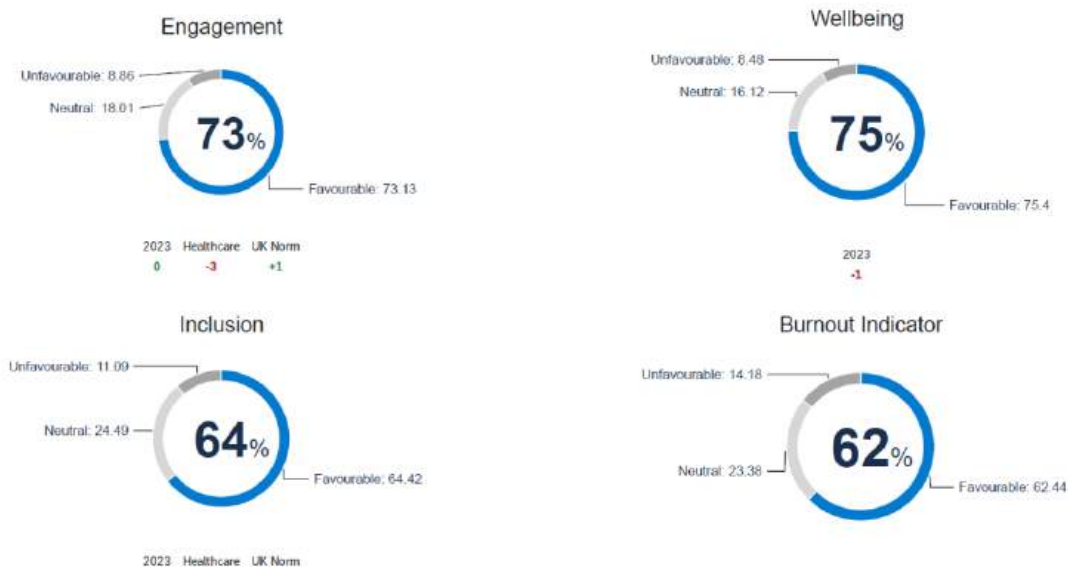 Engagement
Unfavourable: 8.86
Neutral: 18.01
73%
Favourable: 73.13
2023 Healthcare UK Norm
0 -3 +1
Wellbeing
Unfavourable: 8.48
Neutral: 16.12
75%
Favourable: 75.4
2023
-1
Inclusion
Unfavourable: 11.09
Neutral: 24.49
64%
Favourable: 64.42
2023 Healthcare UK Norm
Burnout Indicator
Unfavourable: 14.18
Neutral: 23.38
62%
Favourable: 62.44